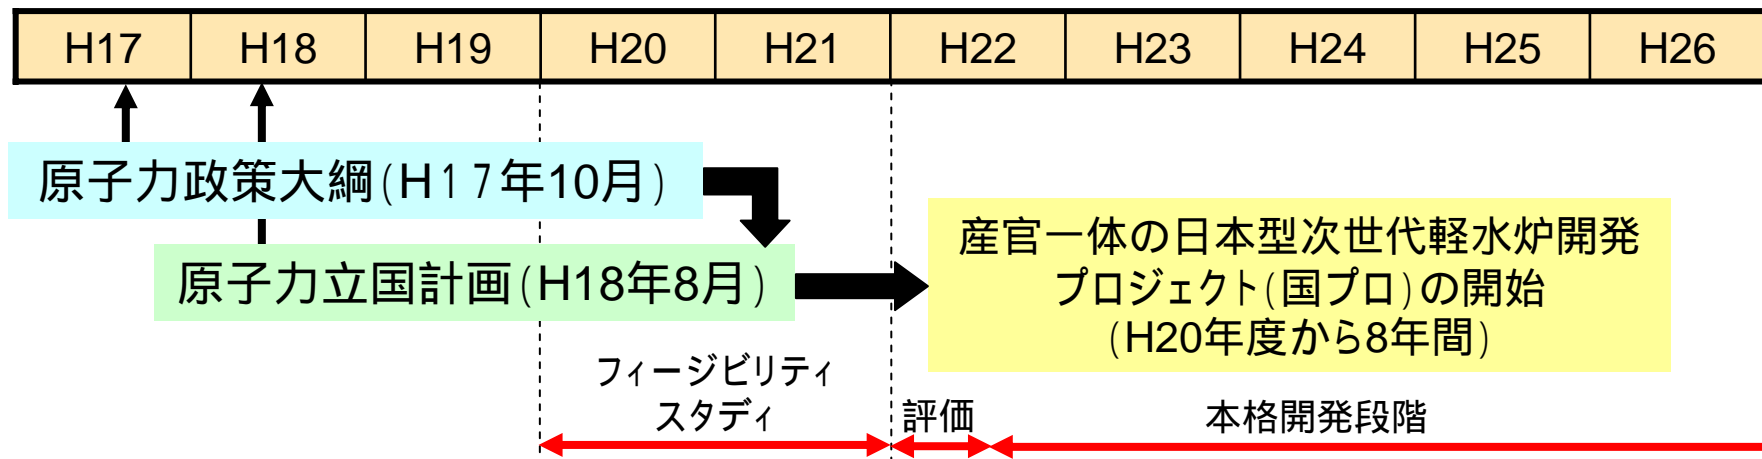 H17 H18 H19 H20 H21 H22 H23 H24 H25 H26
原子力政策大綱(H１７年10月)
原子力立国計画(H18年8月)
産官一体の日本型次世代軽水炉開発
プロジェクト(国プロ)の開始
(H20年度から8年間)
フィージビリティ
スタディ
評価
本格開発段階